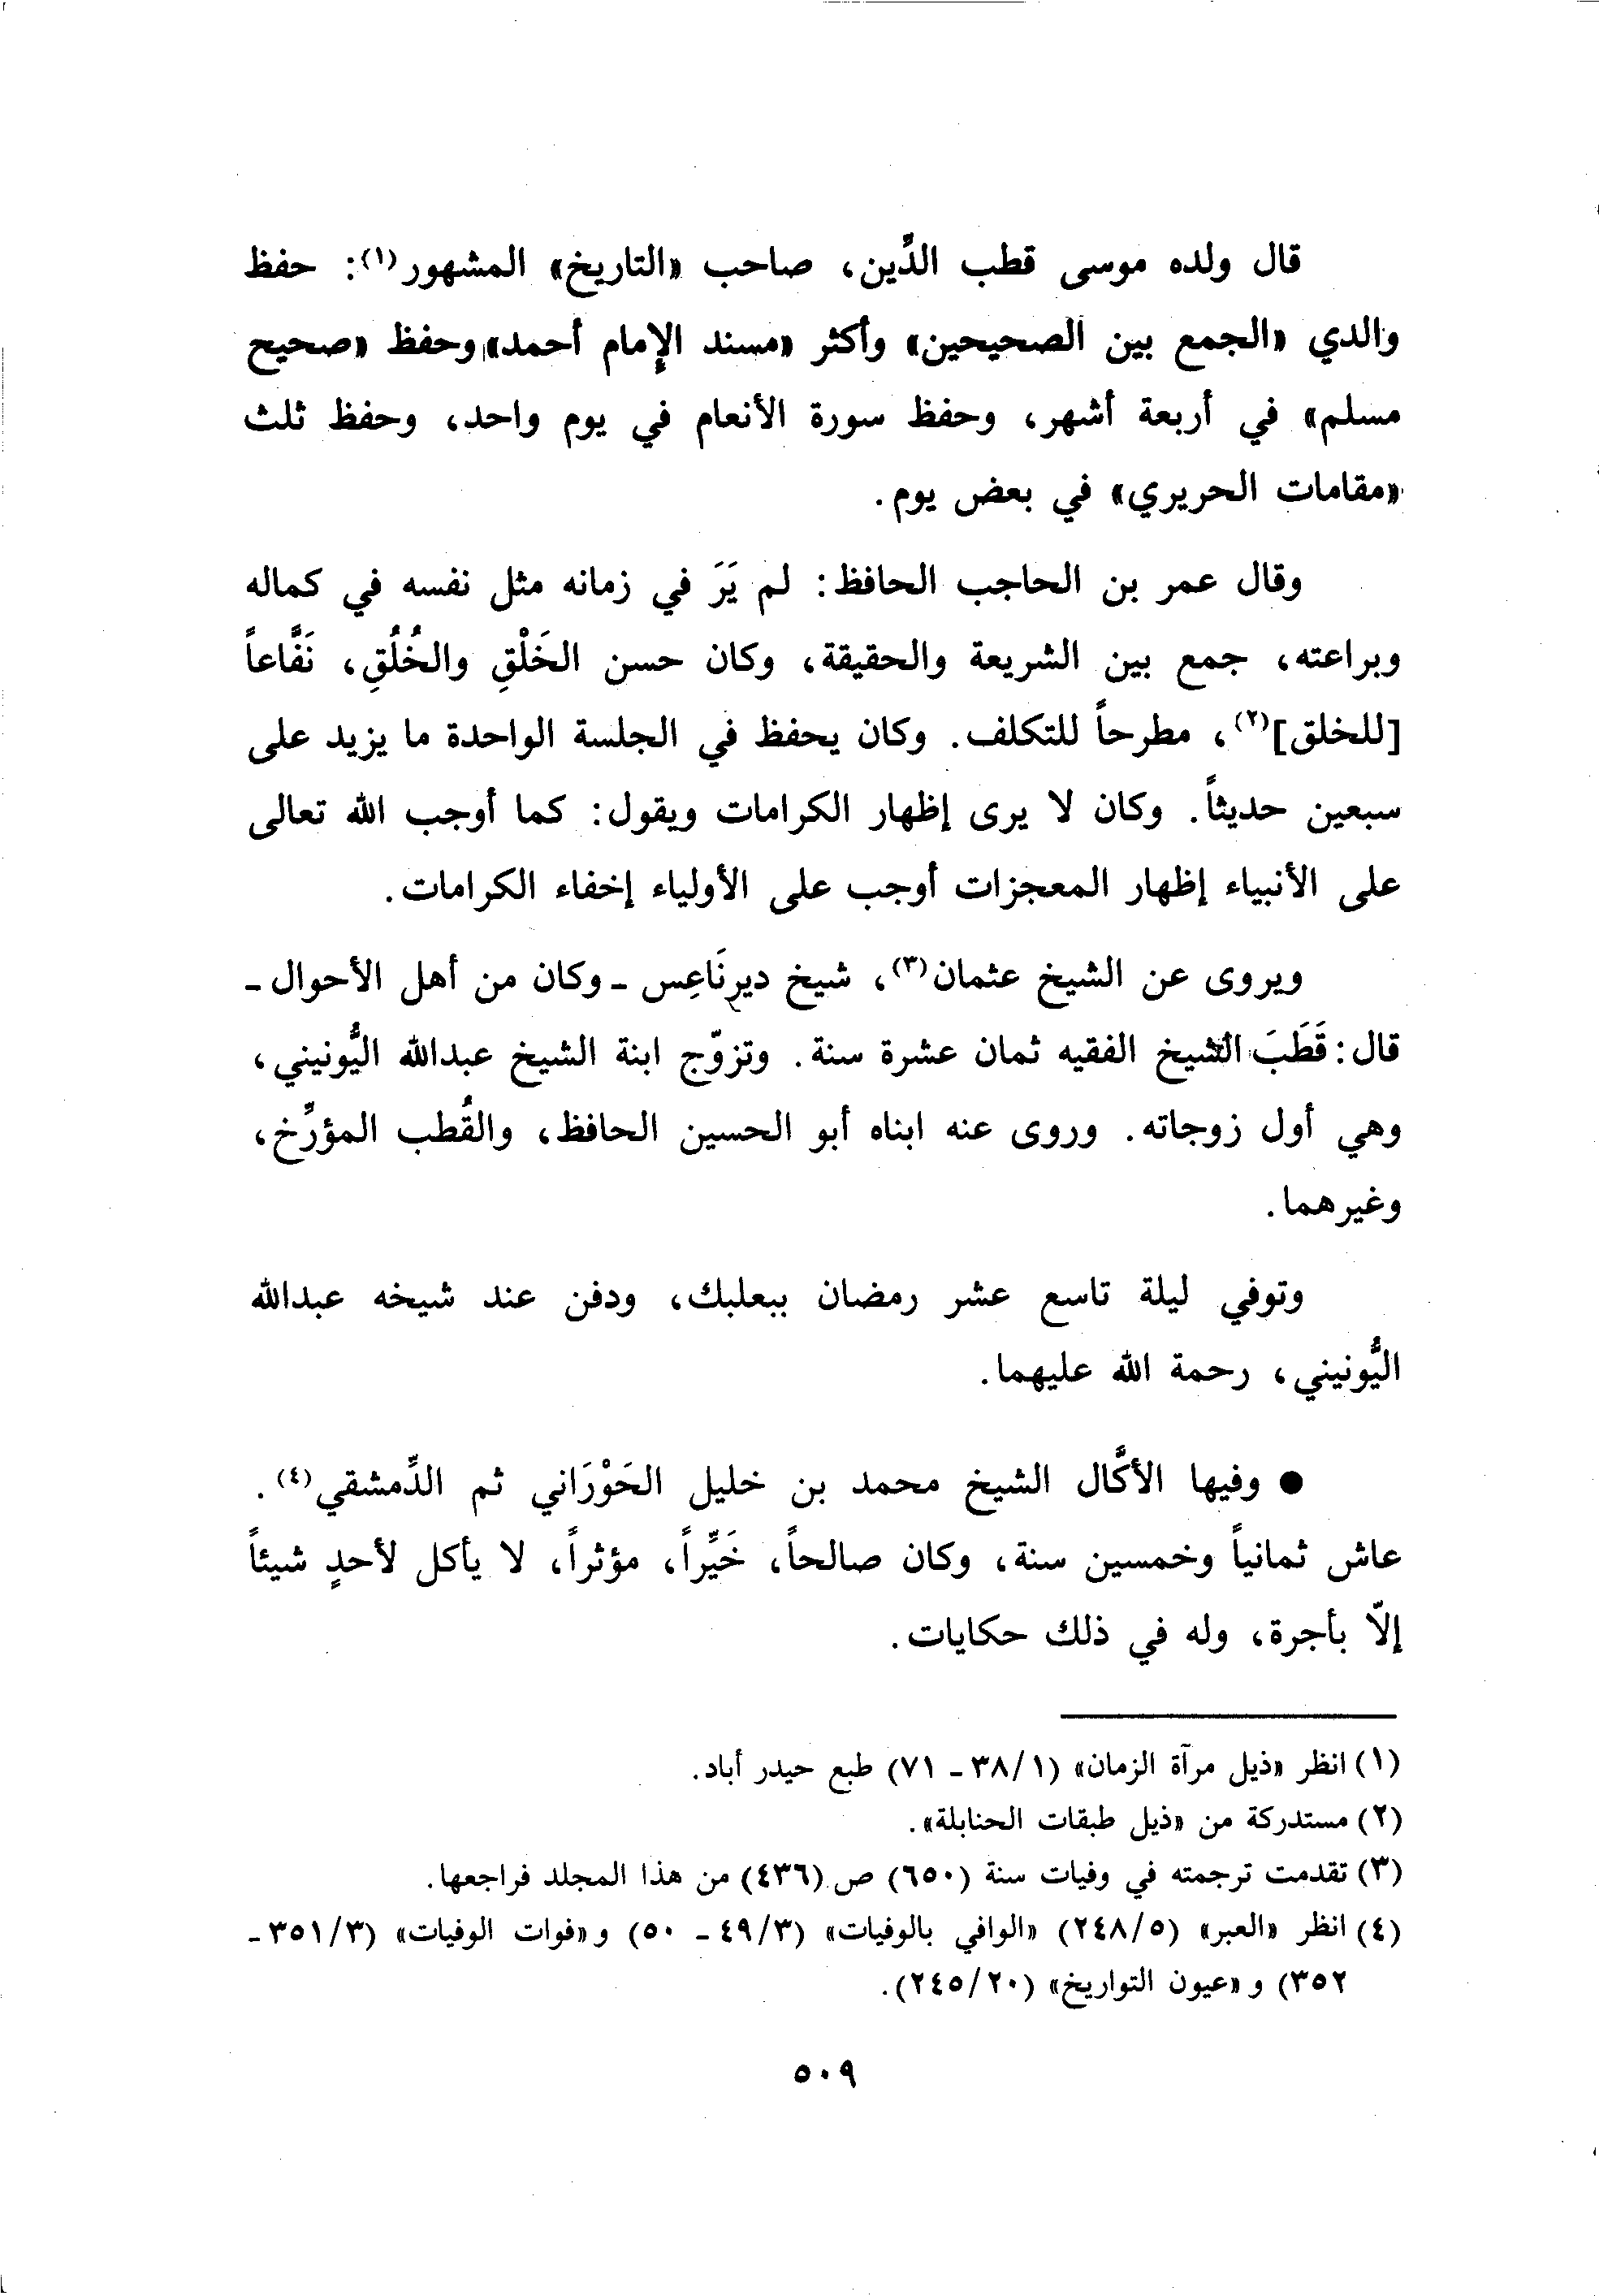 قال ولده موسى قطب الدِّين، صاحب «التاريخ» المشهور(١): حفظ
والدي «الجمع بين الصحيحين» وأكثر «مسند الإمام أحمد» وحفظ «صحيح
مسلم» في أربعة أشهر، وحفظ سورة الأنعام في يوم واحد، وحفظ ثلث
«مقامات الحريري» في بعض يوم.
وقال عمر بن الحاجب الحافظ: لم يَرَ في زمانه مثل نفسه في كماله
وبراعته، جمع بين الشريعة والحقيقة، وكان حسن الخَلْقِ والخُلُقِ، نَفَّاعاً
[للخلق](٢)، مطرحاً للتكلف. وكان يحفظ في الجلسة الواحدة ما يزيد على
سبعين حديثاً. وكان لا يرى إظهار الكرامات ويقول: كما أوجب الله تعالى
على الأنبياء إظهار المعجزات أوجب على الأولياء إخفاء الكرامات.
ويروى عن الشيخ عثمان(٣)، شيخ ديرنَاعِس - وكان من أهل الأحوال -
قال: قَطَبَ الشيخ الفقيه ثمان عشرة سنة. وتزوّج ابنة الشيخ عبدالله اليُّونيني،
وهي أول زوجاته. وروى عنه ابناه أبو الحسين الحافظ، والقُطب المؤرِّخ،
وغيرهما.
وتوفي ليلة تاسع عشر رمضان ببعلبك، ودفن عند شيخه عبدالله
اليُّونيني، رحمة الله عليهما.
● وفيها الأكَّال الشيخ محمد بن خليل الحَوْرَاني ثم الدِّمشقي(٤).
عاش ثمانياً وخمسين سنة، وكان صالحاً، خَيِّراً، مؤثراً، لا يأكل لأحدٍ شيئاً
إلّا بأجرة، وله في ذلك حكايات.
(١) انظر «ذيل مرآة الزمان» (٣٨/١ - ٧١) طبع حيدر أباد.
(٢) مستدركة من «ذيل طبقات الحنابلة».
(٣) تقدمت ترجمته في وفيات سنة (٦٥٠) ص (٤٣٦) من هذا المجلد فراجعها.
(٤) انظر «العبر» (٢٤٨/٥) «الوافي بالوفيات» (٤٩/٣ - ٥٠) و«فوات الوفيات» (٣٥١/٣ -
٣٥٢) و«عيون التواريخ» (٢٤٥/٢٠).
٥٠٩